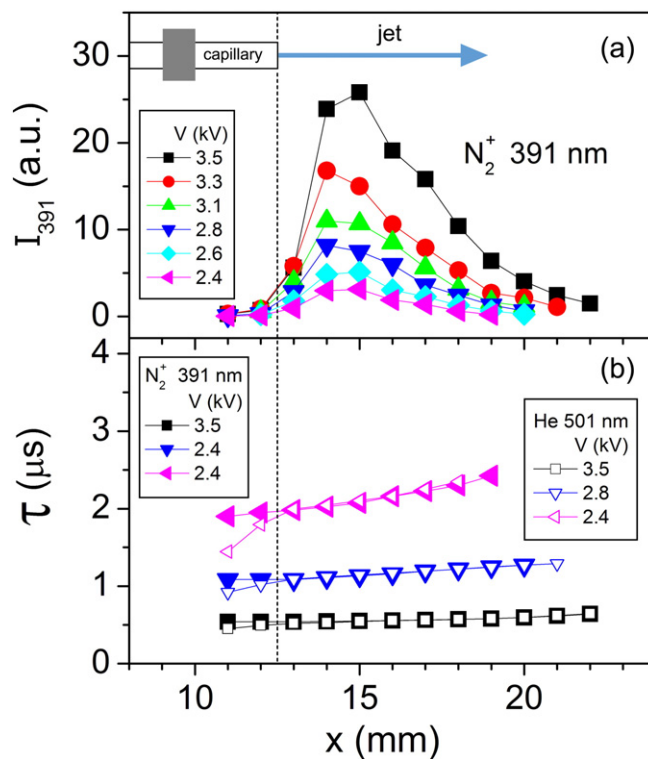 jet
(a)
30
capillary
N₂⁺ 391 nm
V (kV)
3.5
3.3
3.1
2.8
2.6
2.4
20
10
0
I₃₉₁ (a.u.)
(b)
N₂⁺ 391 nm
V (kV)
3.5
2.4
2.4
He 501 nm
V (kV)
3.5
2.8
2.4
4
3
2
1
0
τ (μs)
10 15 20
x (mm)